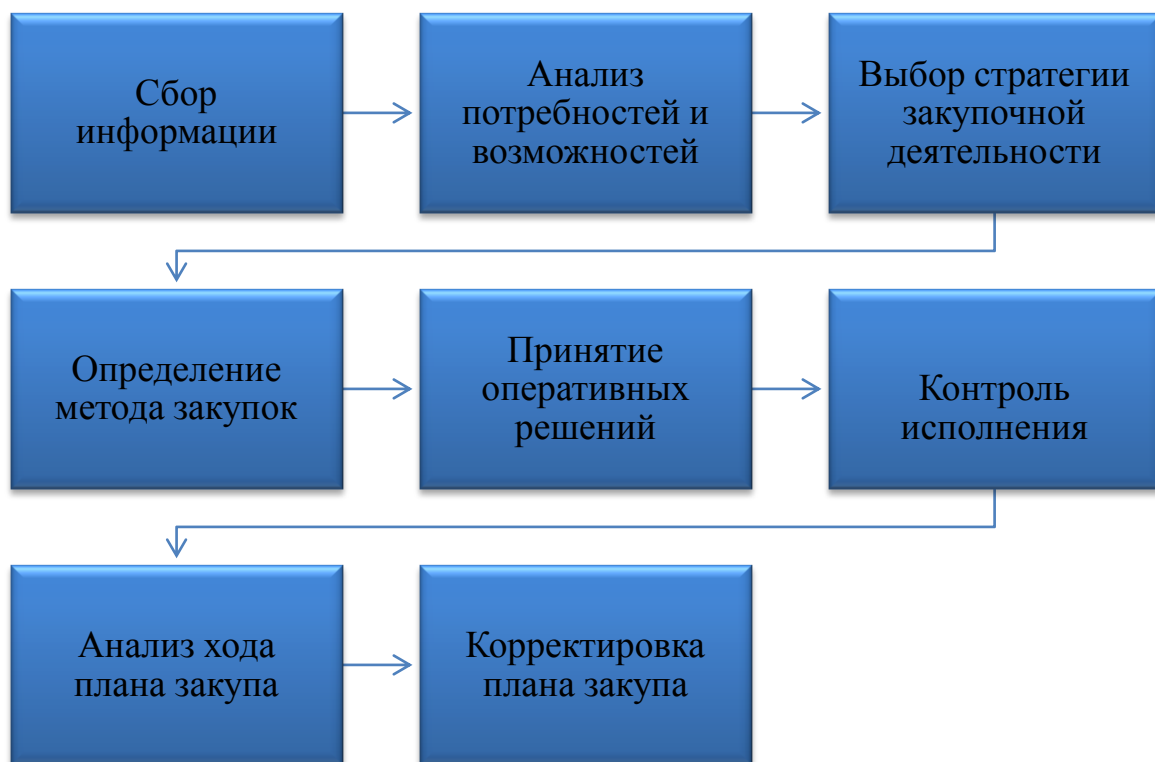 Сбор
информации
Анализ
потребностей и
возможностей
Выбор стратегии
закупочной
деятельности
Определение
метода закупок
Принятие
оперативных
решений
Контроль
исполнения
Анализ хода
плана закупа
Корректировка
плана закупа